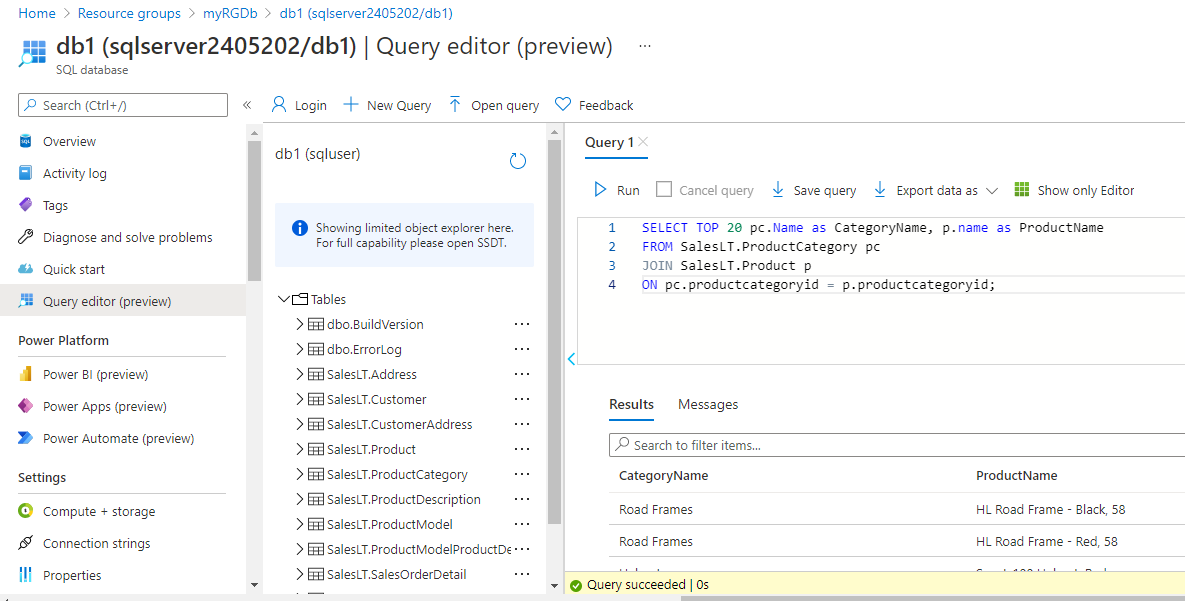 Home > Resource groups > myRGDb > db1 (sqlserver2405202/db1)
db1 (sqlserver2405202/db1) | Query editor (preview) ...
SQL database
Search (Ctrl+/)
«
Login
New Query
Open query
Feedback
Overview
Activity log
Tags
Diagnose and solve problems
Quick start
Query editor (preview)
Power Platform
Power BI (preview)
Power Apps (preview)
Power Automate (preview)
Settings
Compute + storage
Connection strings
Properties
db1 (sqluser)
Showing limited object explorer here.
For full capability please open SSDT.
Tables
dbo.BuildVersion ...
dbo.ErrorLog ...
SalesLT.Address ...
SalesLT.Customer ...
SalesLT.CustomerAddress ...
SalesLT.Product ...
SalesLT.ProductCategory ...
SalesLT.ProductDescription ...
SalesLT.ProductModel ...
SalesLT.ProductModelProductDe...
SalesLT.SalesOrderDetail ...
Query 1
Run
Cancel query
Save query
Export data as
Show only Editor
1 SELECT TOP 20 pc.Name as CategoryName, p.name as ProductName
2 FROM SalesLT.ProductCategory pc
3 JOIN SalesLT.Product p
4 ON pc.productcategoryid = p.productcategoryid;
Results Messages
Search to filter items...
CategoryName ProductName
Road Frames HL Road Frame - Black, 58
Road Frames HL Road Frame - Red, 58
Query succeeded | 0s